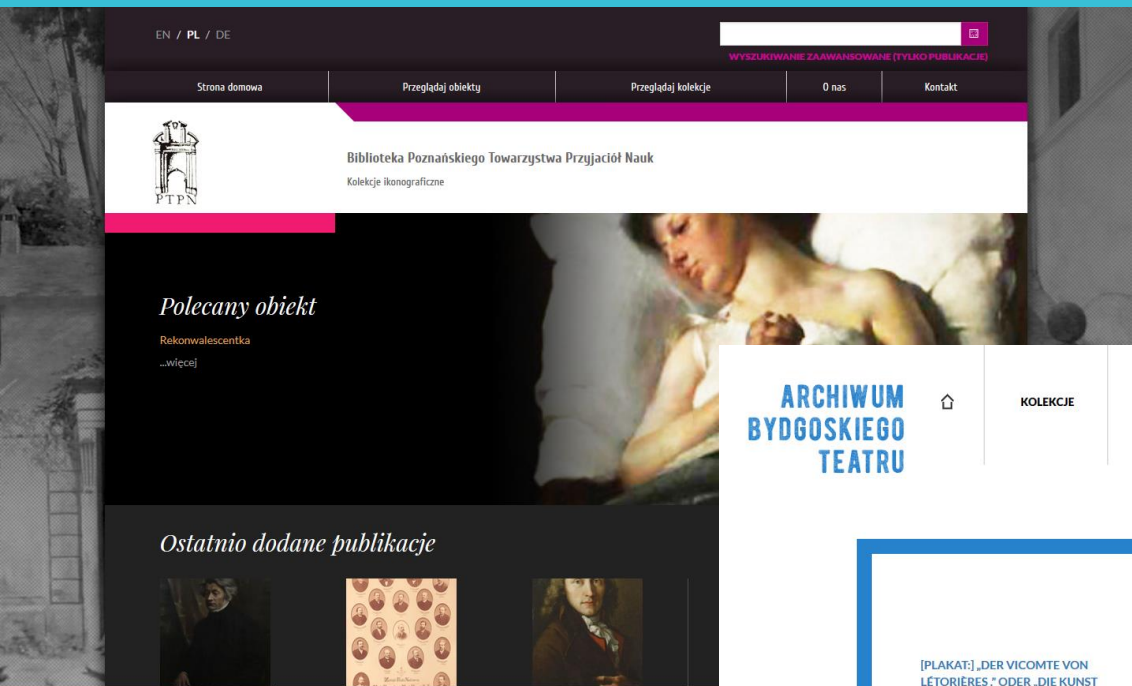 EN / PL / DE
WYSZUKIWANIE ZAAWANSOWANE (TYLKO PUBLIKACJE)
Strona domowa
Przeglądaj obiekty
Przeglądaj kolekcje
O nas
Kontakt
PTPN
Biblioteka Poznańskiego Towarzystwa Przyjaciół Nauk
Kolekcje ikonograficzne
Polecany obiekt
Rekonwalescentka
...więcej
Ostatnio dodane publikacje
ARCHIWUM
BYDGOSKIEGO
TEATRU
KOLEKCJE
[PLAKAT:] „DER VICOMTE VON
LÉTORIÈRES.” ODER „DIE KUNST